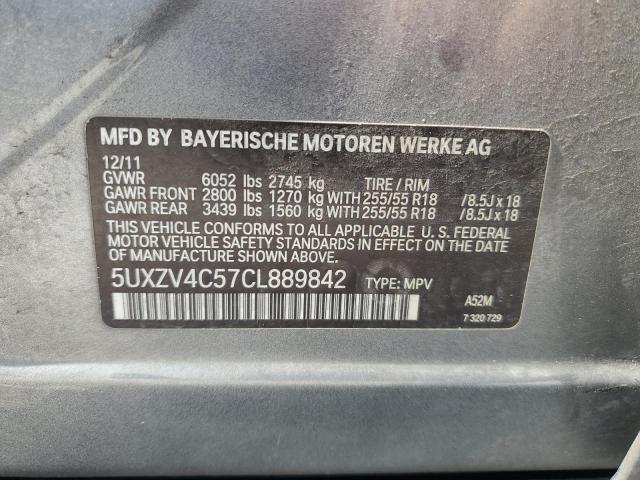 MFD BY BAYERISCHE MOTOREN WERKE AG
12/11
GVWR 6052 lbs 2745 kg TIRE / RIM
GAWR FRONT 2800 lbs 1270 kg WITH 255/55 R18 /8.5J x 18
GAWR REAR 3439 lbs 1560 kg WITH 255/55 R18 /8.5J x 18
THIS VEHICLE CONFORMS TO ALL APPLICABLE U. S. FEDERAL
MOTOR VEHICLE SAFETY STANDARDS IN EFFECT ON THE DATE
OF MANUFACTURE SHOWN ABOVE.
5UXZV4C57CL889842 TYPE: MPV
A52M
7 320 729